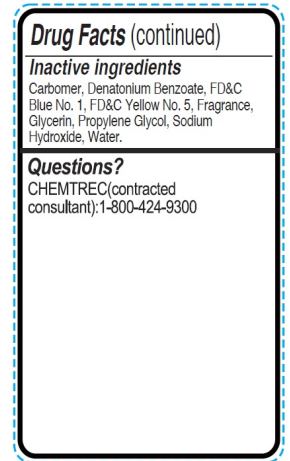 Drug Facts (continued)
Inactive ingredients
Carbomer, Denatonium Benzoate, FD&C
Blue No. 1, FD&C Yellow No. 5, Fragrance,
Glycerin, Propylene Glycol, Sodium
Hydroxide, Water.
Questions?
CHEMTREC(contracted
consultant):1-800-424-9300